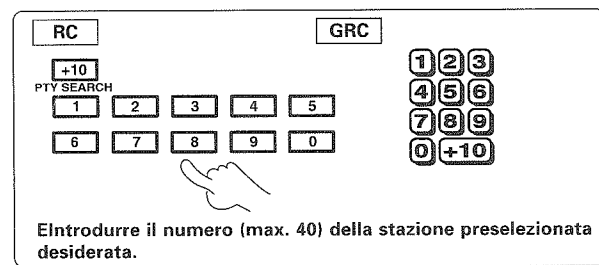 RC GRC
+10
PTY SEARCH
1 2 3 4 5
6 7 8 9 0
1 2 3
4 5 6
7 8 9
0 +10
EIntrodurre il numero (max. 40) della stazione preselezionata
desiderata.